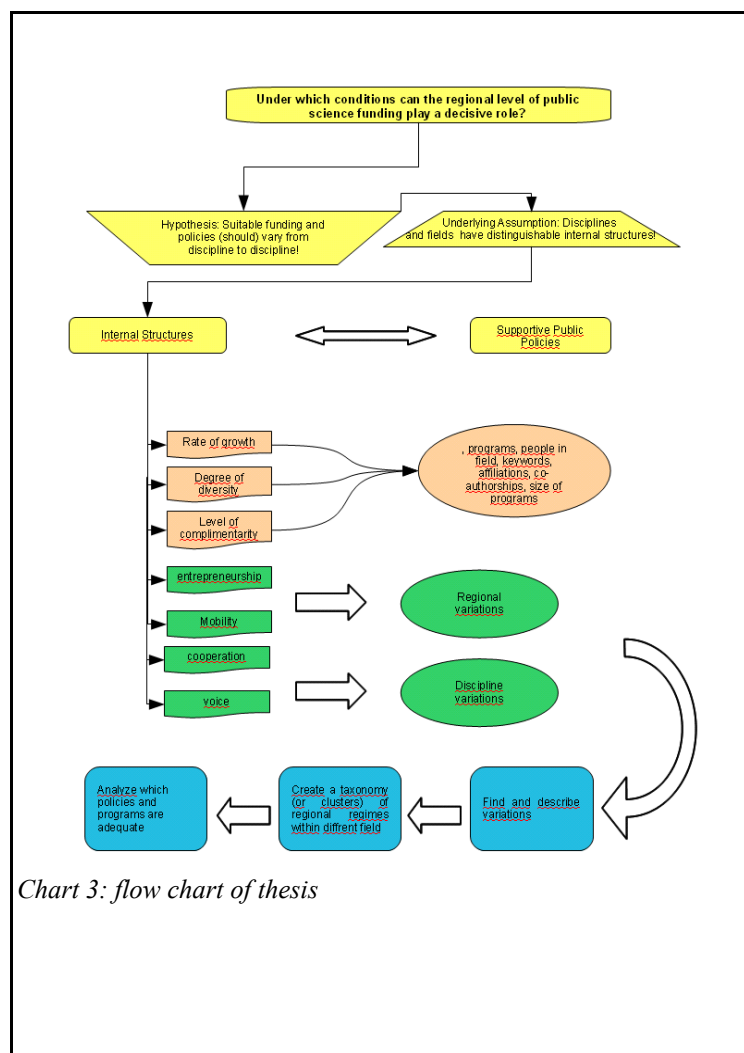 Under which conditions can the regional level of public
science funding play a decisive role?
Hypothesis: Suitable funding and
policies (should) vary from
discipline to discipline!
Underlying Assumption: Disciplines
and fields have distinguishable internal structures!
Internal Structures
Supportive Public
Policies
Rate of growth
Degree of
diversity
Level of
complimentarity
, programs, people in
field, keywords,
affiliations, co-
authorships, size of
programs
entrepreneurship
Mobility
Regional
variations
cooperation
voice
Discipline
variations
Analyze which
policies and
programs are
adequate
Create a taxonomy
(or clusters) of
regional regimes
within diffrent field
Find and describe
variations
Chart 3: flow chart of thesis